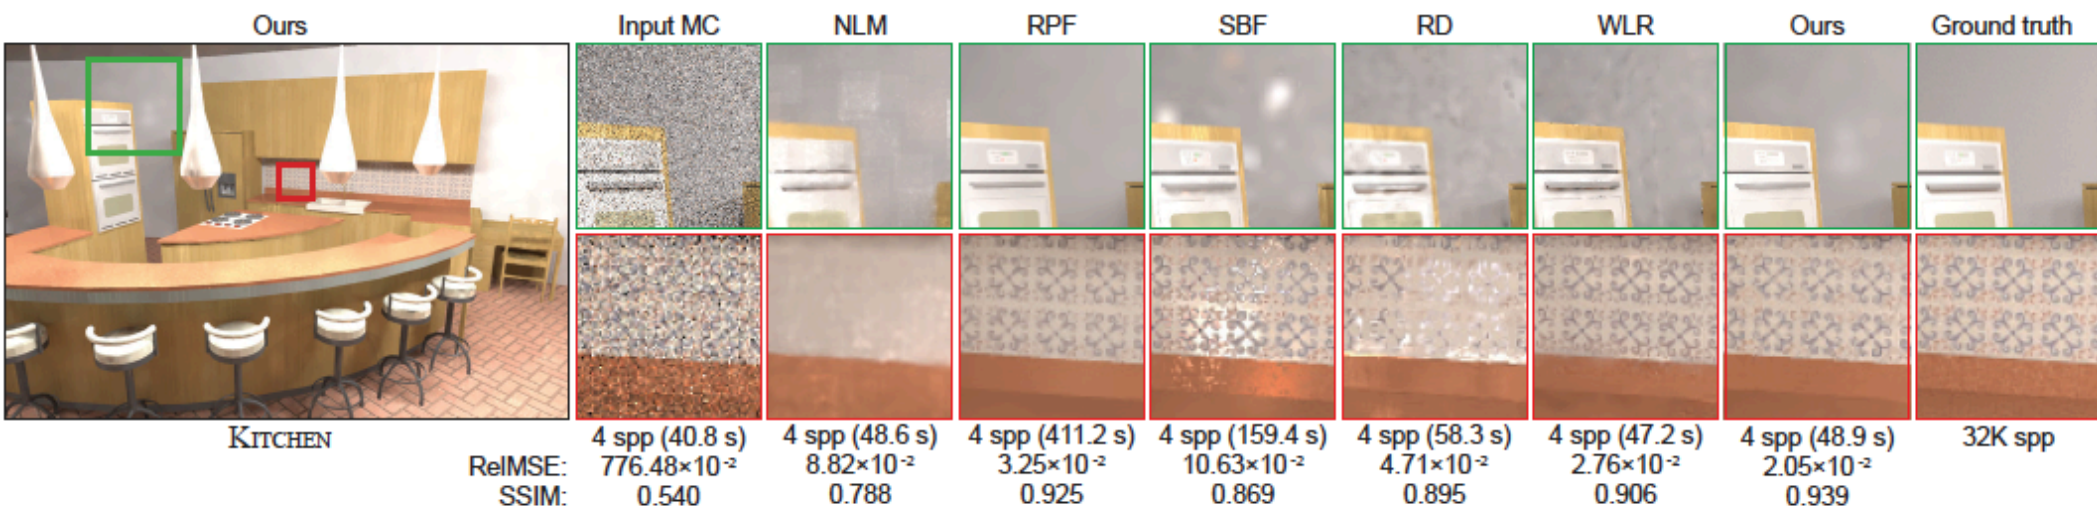 Ours Input MC NLM RPF SBF RD WLR Ours Ground truth
KITCHEN 4 spp (40.8 s) 4 spp (48.6 s) 4 spp (411.2 s) 4 spp (159.4 s) 4 spp (58.3 s) 4 spp (47.2 s) 4 spp (48.9 s) 32K spp
RelMSE: 776.48×10⁻² 8.82×10⁻² 3.25×10⁻² 10.63×10⁻² 4.71×10⁻² 2.76×10⁻² 2.05×10⁻²
SSIM: 0.540 0.788 0.925 0.869 0.895 0.906 0.939